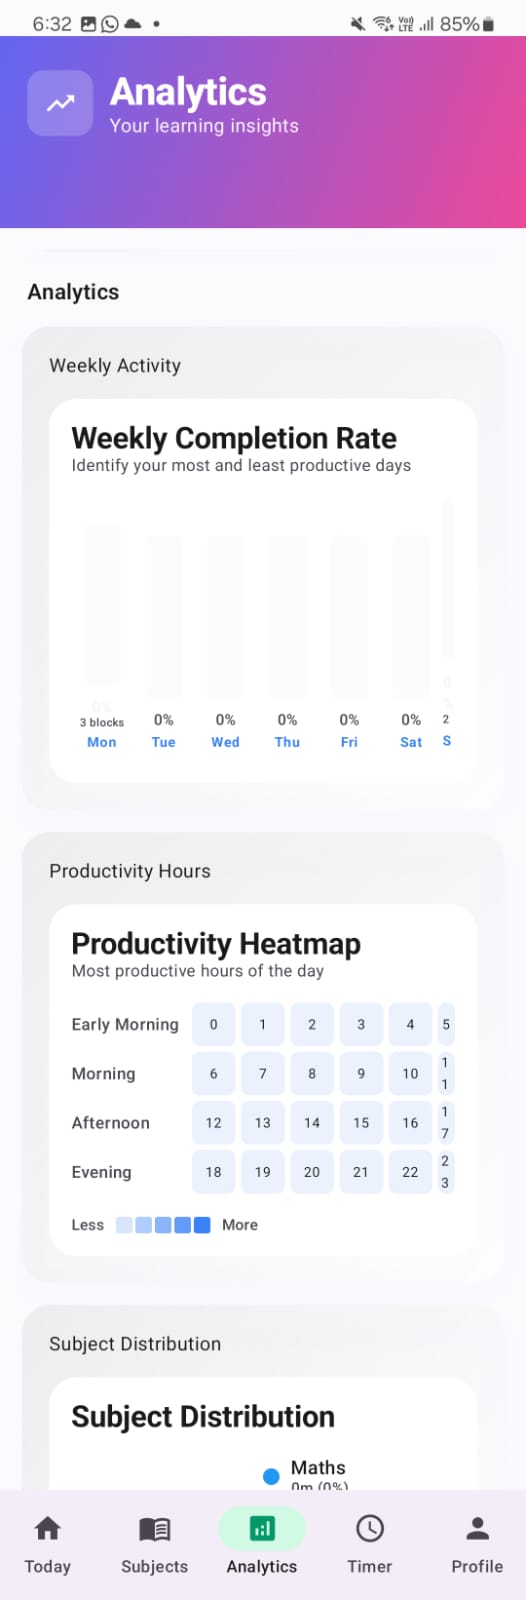 6:32
Vo) LTE 85%
Analytics
Your learning insights
Analytics
Weekly Activity
Weekly Completion Rate
Identify your most and least productive days
0% 0
3 blocks 0% 0% 0% 0% 0% % 2
Mon Tue Wed Thu Fri Sat S
Productivity Hours
Productivity Heatmap
Most productive hours of the day
Early Morning 0 1 2 3 4 5
Morning 6 7 8 9 10 11
Afternoon 12 13 14 15 16 17
Evening 18 19 20 21 22 23
Less More
Subject Distribution
Subject Distribution
Maths
0m (0%)
Today Subjects Analytics Timer Profile